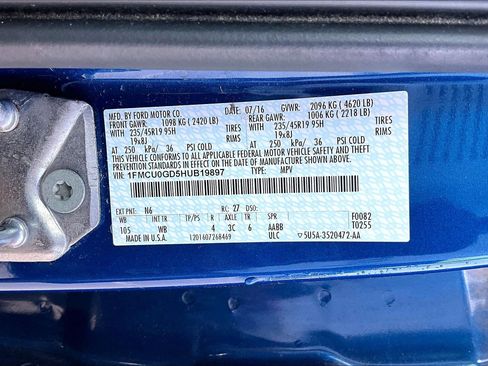 MFD. BY FORD MOTOR CO.
DATE: 07/16 GVWR: 2096 KG ( 4620 LB)
FRONT GAWR: 1098 KG ( 2420 LB) REAR GAWR: 1006 KG ( 2218 LB)
WITH 235/45R19 95H TIRES WITH 235/45R19 95H TIRES
19x8J RIMS 19x8J RIMS
AT 250 kPa/ 36 PSI COLD AT 250 kPa/ 36 PSI COLD
THIS VEHICLE CONFORMS TO ALL APPLICABLE FEDERAL MOTOR VEHICLE
SAFETY AND THEFT PREVENTION STANDARDS IN EFFECT ON THE DATE OF MANUFACTURE SHOWN ABOVE.
VIN: 1FMCU0GD5HUB19897
TYPE: MPV
EXT PNT: N6 RC: 27 DSO: F0082
WB INT TR TP/PS R AXLE TR SPR T0255
105 WB 4 3C 6 AABB
MADE IN U.S.A. 1201607268469 ULC ▽5U5A-3520472-AA